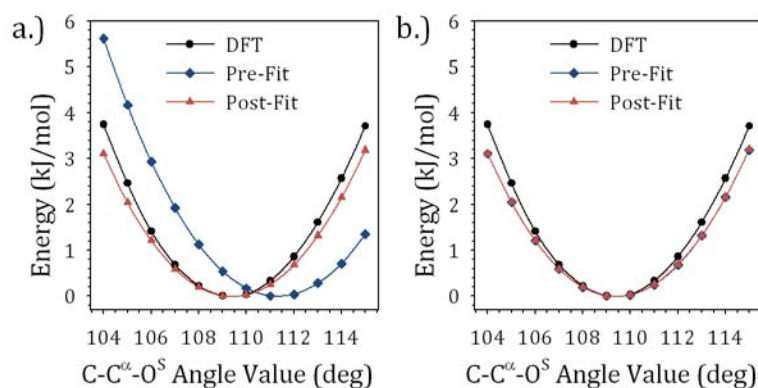 a.)
Energy (kJ/mol)
6
5
4
3
2
1
0
DFT
Pre-Fit
Post-Fit
104 106 108 110 112 114
C-Cᵅ-Oˢ Angle Value (deg)
b.)
Energy (kJ/mol)
6
5
4
3
2
1
0
DFT
Pre-Fit
Post-Fit
104 106 108 110 112 114
C-Cᵅ-Oˢ Angle Value (deg)